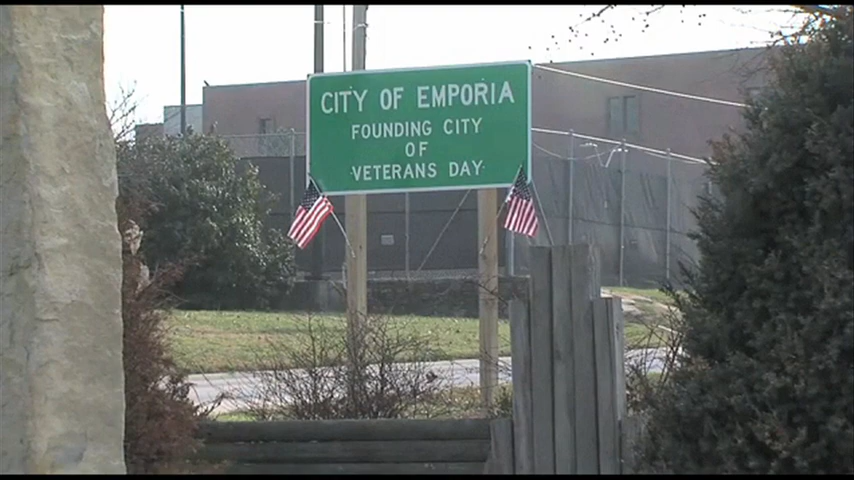 CITY OF EMPORIA
FOUNDING CITY
OF
VETERANS DAY